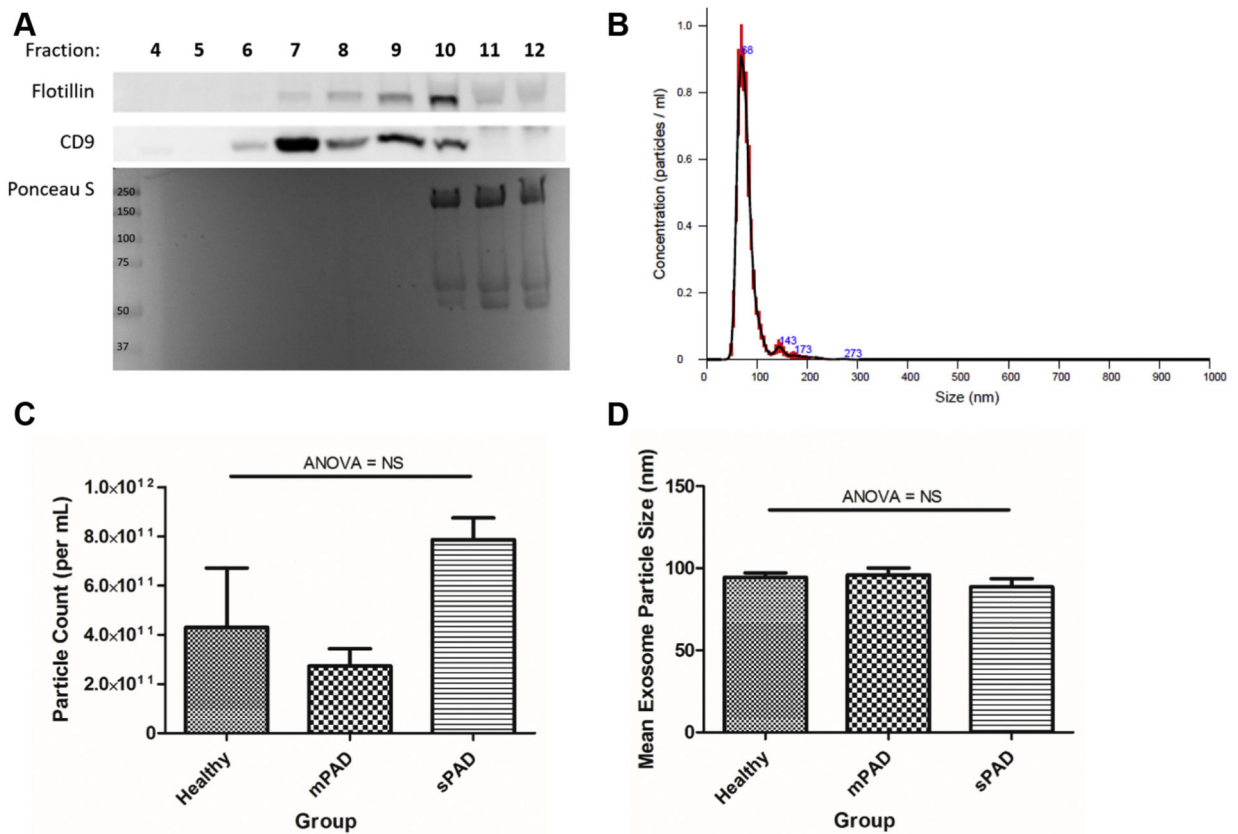 A
Fraction: 4 5 6 7 8 9 10 11 12
Flotillin
CD9
Ponceau S
250
150
100
75
50
37
B
Concentration (particles / ml)
1.0
0.8
0.6
0.4
0.2
0
68
143
173
273
0 100 200 300 400 500 600 700 800 900 1000
Size (nm)
C
ANOVA = NS
Particle Count (per mL)
1.0×10¹²
8.0×10¹¹
6.0×10¹¹
4.0×10¹¹
2.0×10¹¹
0
Healthy
mPAD
sPAD
Group
D
ANOVA = NS
Mean Exosome Particle Size (nm)
150
100
50
0
Healthy
mPAD
sPAD
Group